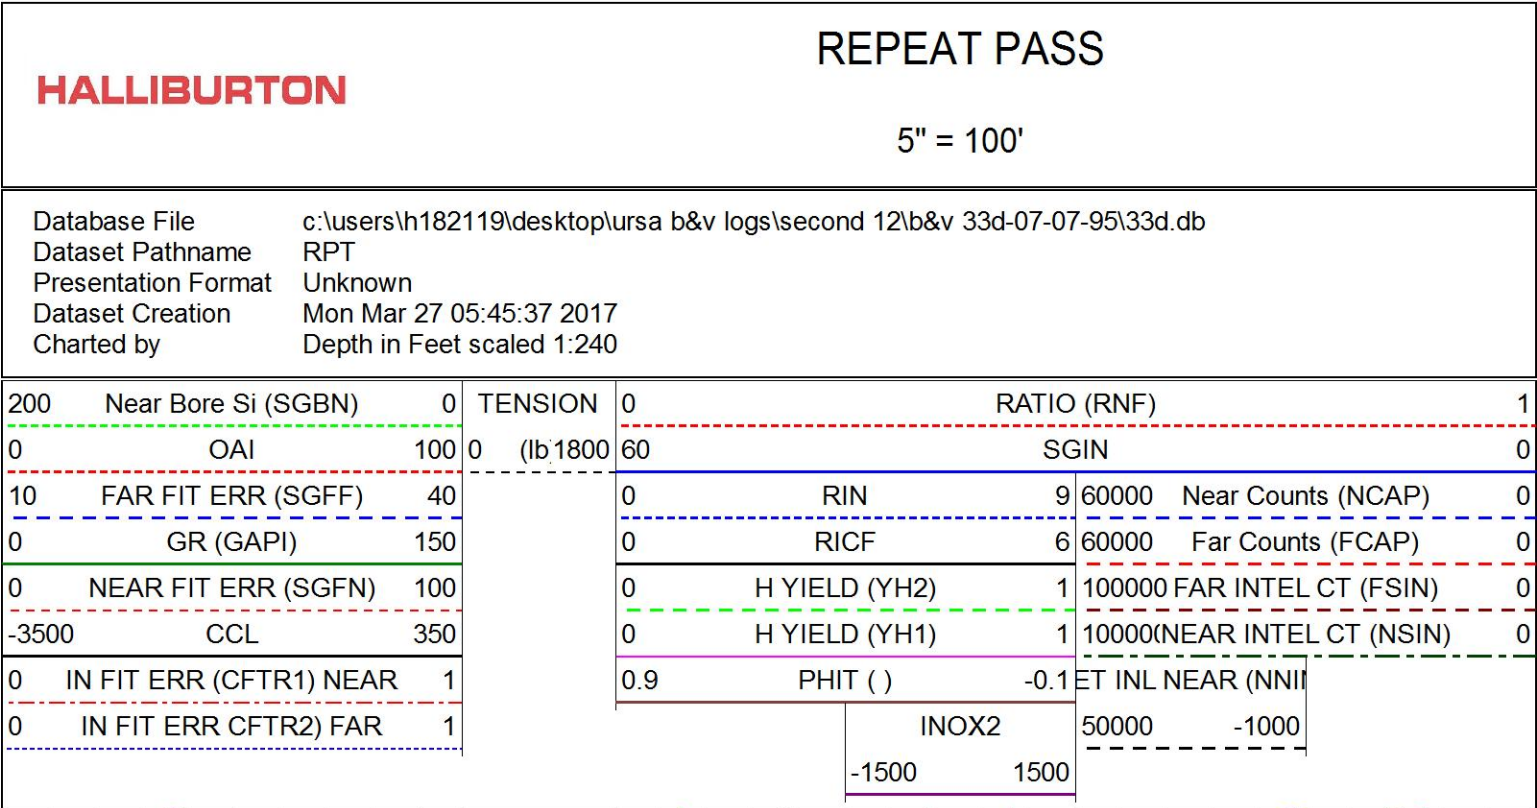 HALLIBURTON
REPEAT PASS
5" = 100'
Database File c:\users\h182119\desktop\ursa b&v logs\second 12\b&v 33d-07-07-95\33d.db
Dataset Pathname RPT
Presentation Format Unknown
Dataset Creation Mon Mar 27 05:45:37 2017
Charted by Depth in Feet scaled 1:240
200 Near Bore Si (SGBN) 0
0 OAI 100
10 FAR FIT ERR (SGFF) 40
0 GR (GAPI) 150
0 NEAR FIT ERR (SGFN) 100
-3500 CCL 350
0 IN FIT ERR (CFTR1) NEAR 1
0 IN FIT ERR CFTR2) FAR 1
TENSION
0 (lb 1800
0 RATIO (RNF) 1
60 SGIN 0
0 RIN 9
0 RICF 6
0 H YIELD (YH2) 1
0 H YIELD (YH1) 1
0.9 PHIT ( ) -0.1
INOX2
-1500 1500
60000 Near Counts (NCAP) 0
60000 Far Counts (FCAP) 0
100000 FAR INTEL CT (FSIN) 0
10000(NEAR INTEL CT (NSIN) 0
ET INL NEAR (NNIN
50000 -1000